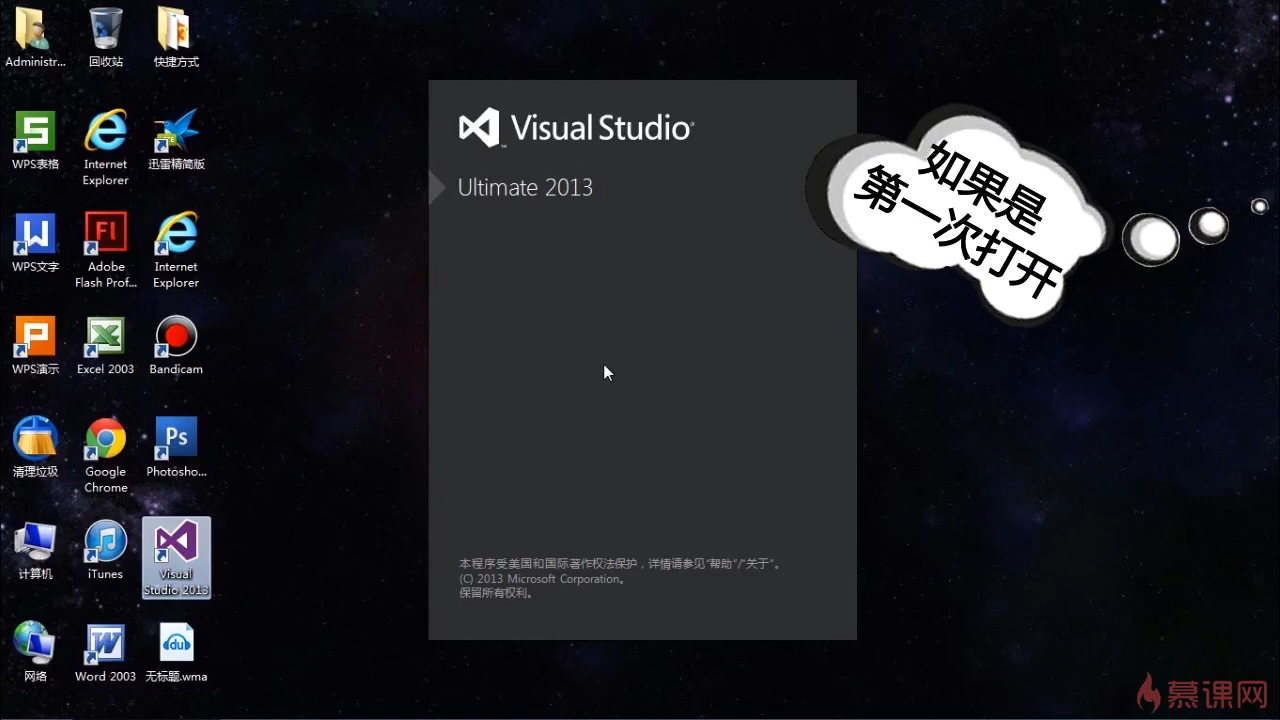 Administr...
回收站
快捷方式
WPS表格
Internet
Explorer
迅雷精简版
WPS文字
Adobe
Flash Prof...
Internet
Explorer
WPS演示
Excel 2003
Bandicam
清理垃圾
Google
Chrome
Photosho...
计算机
iTunes
Visual
Studio 2013
网络
Word 2003
无标题.wma
Visual Studio
Ultimate 2013
本程序受美国和国际著作权法保护，详情请参见“帮助”/“关于”。
(C) 2013 Microsoft Corporation。
保留所有权利。
如果是
第一次打开
慕课网